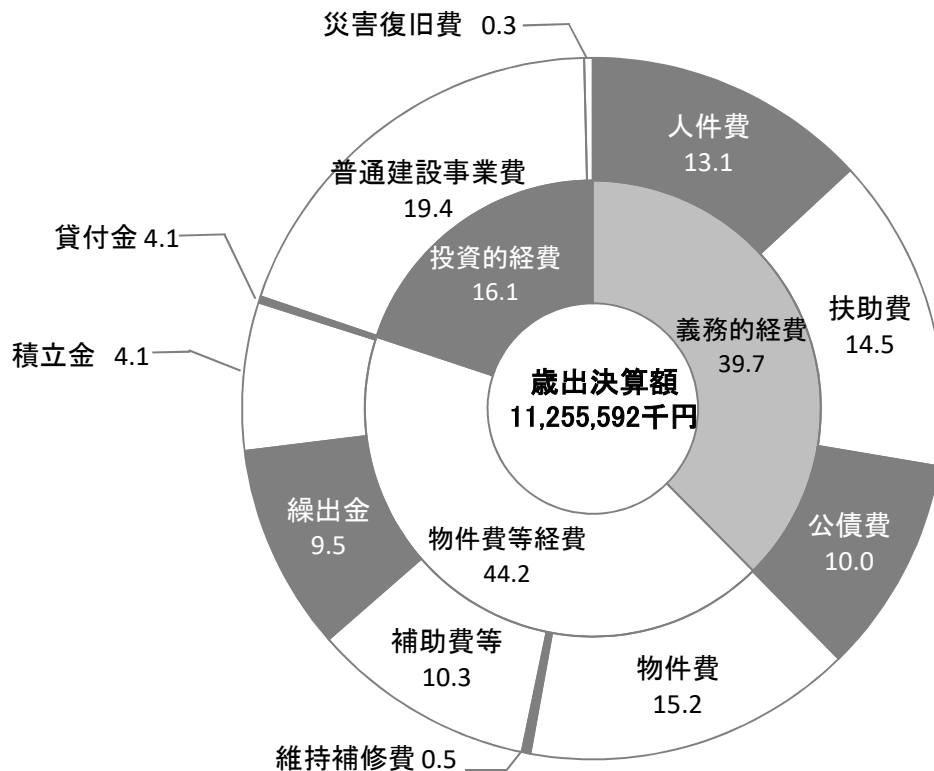 災害復旧費 0.3
人件費
13.1
普通建設事業費
19.4
貸付金 4.1
投資的経費
16.1
扶助費
14.5
義務的経費
39.7
積立金 4.1
歳出決算額
11,255,592千円
繰出金
9.5
物件費等経費
44.2
公債費
10.0
補助費等
10.3
物件費
15.2
維持補修費 0.5